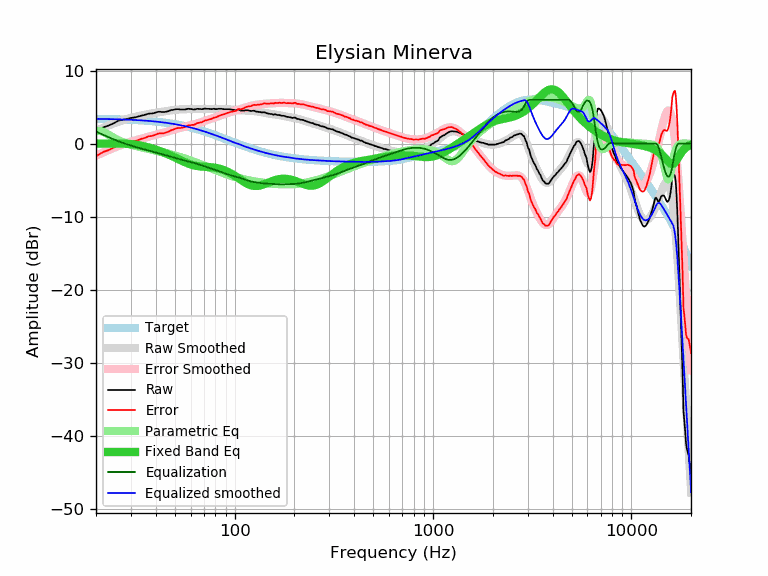 Elysian Minerva
10
0
−10
−20
−30
−40
−50
Amplitude (dBr)
Target
Raw Smoothed
Error Smoothed
Raw
Error
Parametric Eq
Fixed Band Eq
Equalization
Equalized smoothed
100
1000
10000
Frequency (Hz)